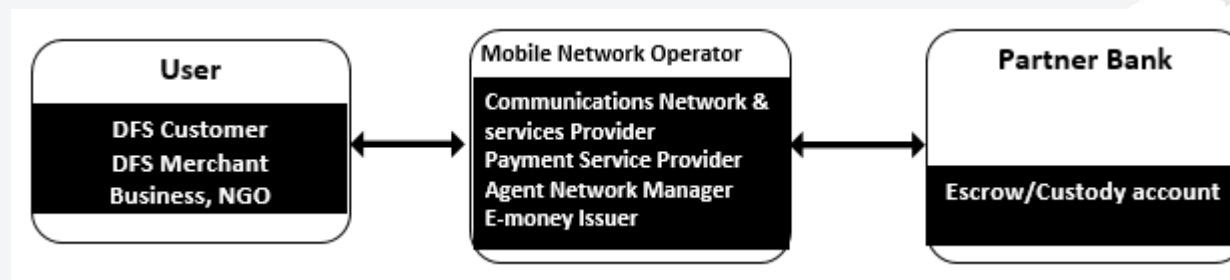 User
DFS Customer
DFS Merchant
Business, NGO
Mobile Network Operator
Communications Network &
services Provider
Payment Service Provider
Agent Network Manager
E-money Issuer
Partner Bank
Escrow/Custody account